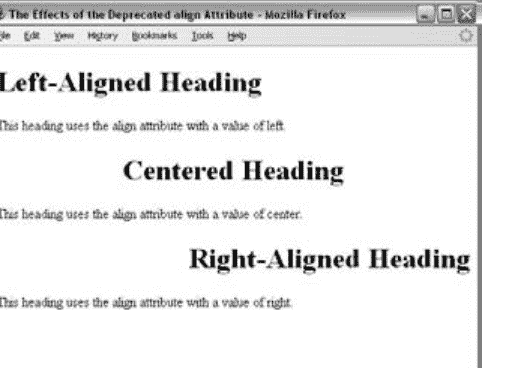 The Effects of the Deprecated align Attribute - Mozilla Firefox
Edit View History Bookmarks Tools Help
Left-Aligned Heading
This heading uses the align attribute with a value of left.
Centered Heading
This heading uses the align attribute with a value of center.
Right-Aligned Heading
This heading uses the align attribute with a value of right.